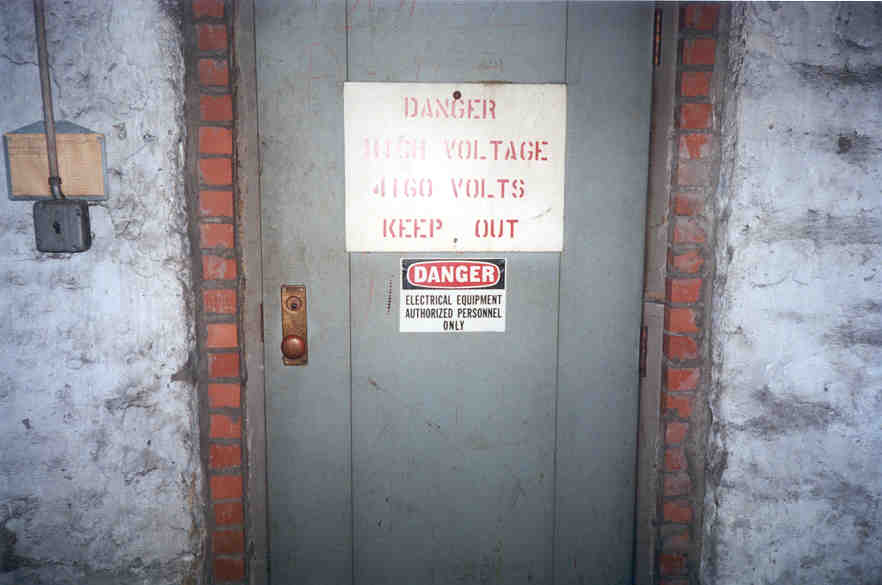 DANGER
HIGH VOLTAGE
4160 VOLTS
KEEP OUT
DANGER
ELECTRICAL EQUIPMENT
AUTHORIZED PERSONNEL
ONLY